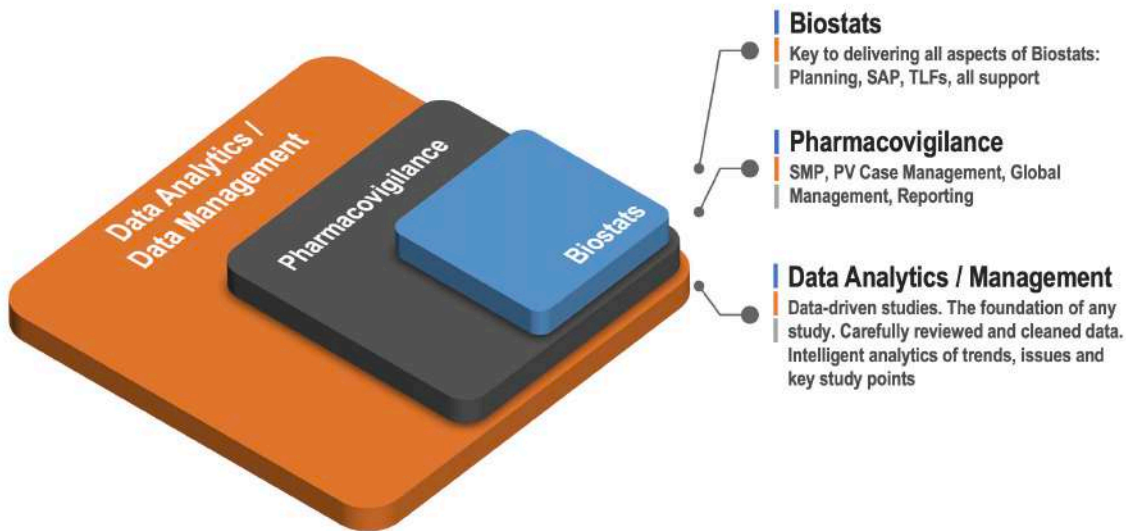 Data Analytics /
Data Management
Pharmacovigilance
Biostats
Biostats
Key to delivering all aspects of Biostats:
Planning, SAP, TLFs, all support
Pharmacovigilance
SMP, PV Case Management, Global
Management, Reporting
Data Analytics / Management
Data-driven studies. The foundation of any
study. Carefully reviewed and cleaned data.
Intelligent analytics of trends, issues and
key study points